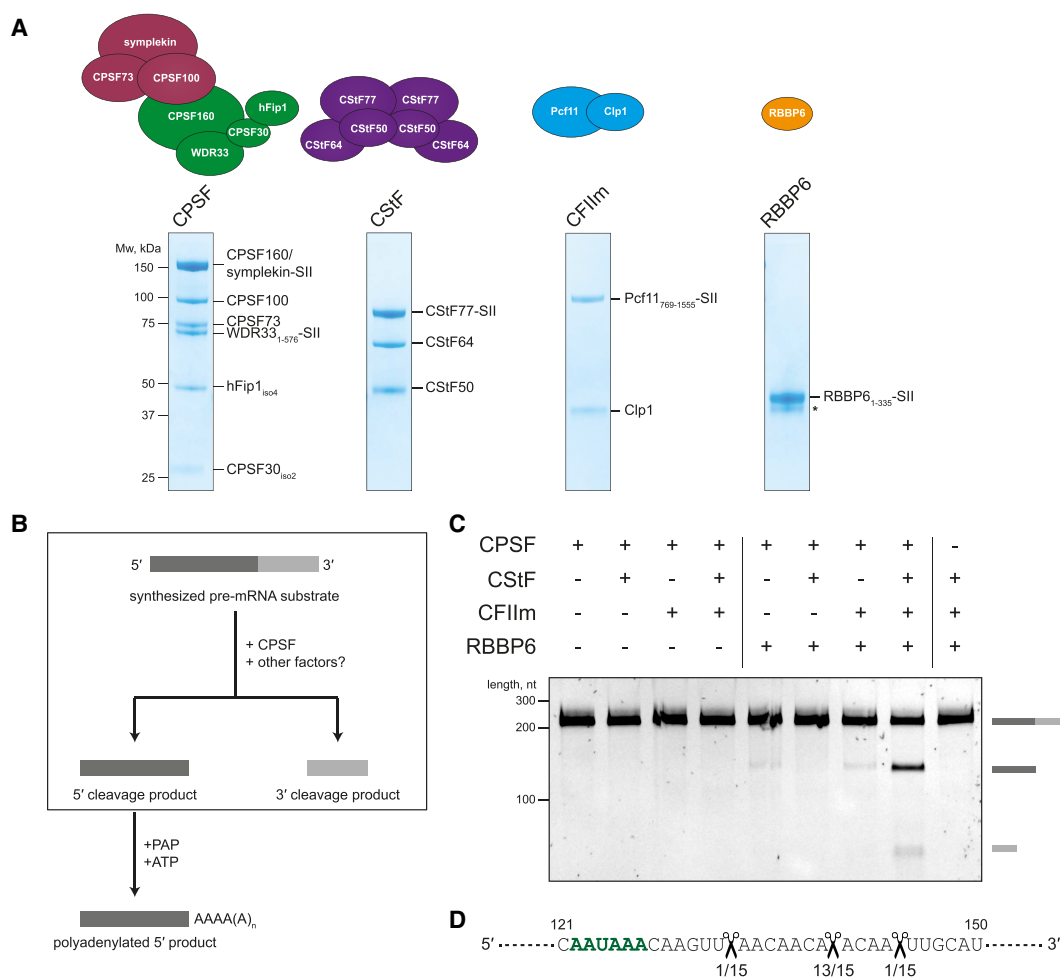 A
symplekin
CPSF73
CPSF100
CPSF160
hFip1
CPSF30
WDR33
CStF77
CStF77
CStF50
CStF50
CStF64
CStF64
Pcf11
Clp1
RBBP6
CPSF
CStF
CFIIm
RBBP6
Mw, kDa
150
100
75
50
37
25
CPSF160/
symplekin-SII
CPSF100
CPSF73
WDR33₁₋₅₇₆-SII
hFip1iso4
CPSF30iso2
CStF77-SII
CStF64
CStF50
Pcf11₇₆₉₋₁₅₅₅-SII
Clp1
RBBP6₁₋₃₃₅-SII
*
B
5′ 3′
synthesized pre-mRNA substrate
+ CPSF
+ other factors?
5′ cleavage product
3′ cleavage product
+PAP
+ATP
AAAA(A)n
polyadenylated 5′ product
C
CPSF + + + + + + + + -
CStF - + - + - + - + +
CFIIm - - + + - - + + +
RBBP6 - - - - + + + + +
length, nt
300
200
100
D
121 150
5′ CAAUAAACAAGUUAACAACAACAAUUGCAU 3′
1/15 13/15 1/15